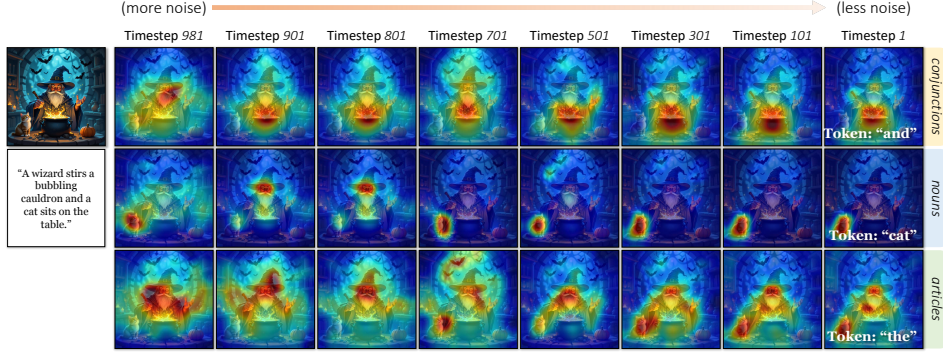 (more noise) (less noise)
Timestep 981 Timestep 901 Timestep 801 Timestep 701 Timestep 501 Timestep 301 Timestep 101 Timestep 1
conjunctions
Token: “and”
“A wizard stirs a
bubbling
cauldron and a
cat sits on the
table.”
nouns
Token: “cat”
articles
Token: “the”